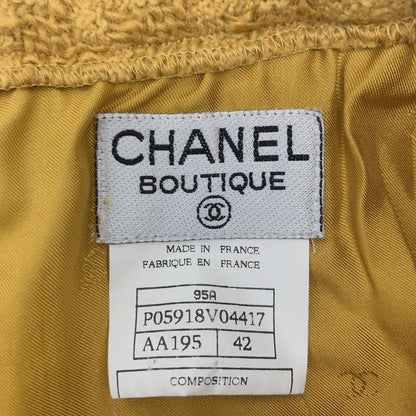 CHANEL
BOUTIQUE
MADE IN FRANCE
FABRIQUE EN FRANCE
95A
P05918V04417
AA195 42
COMPOSITION